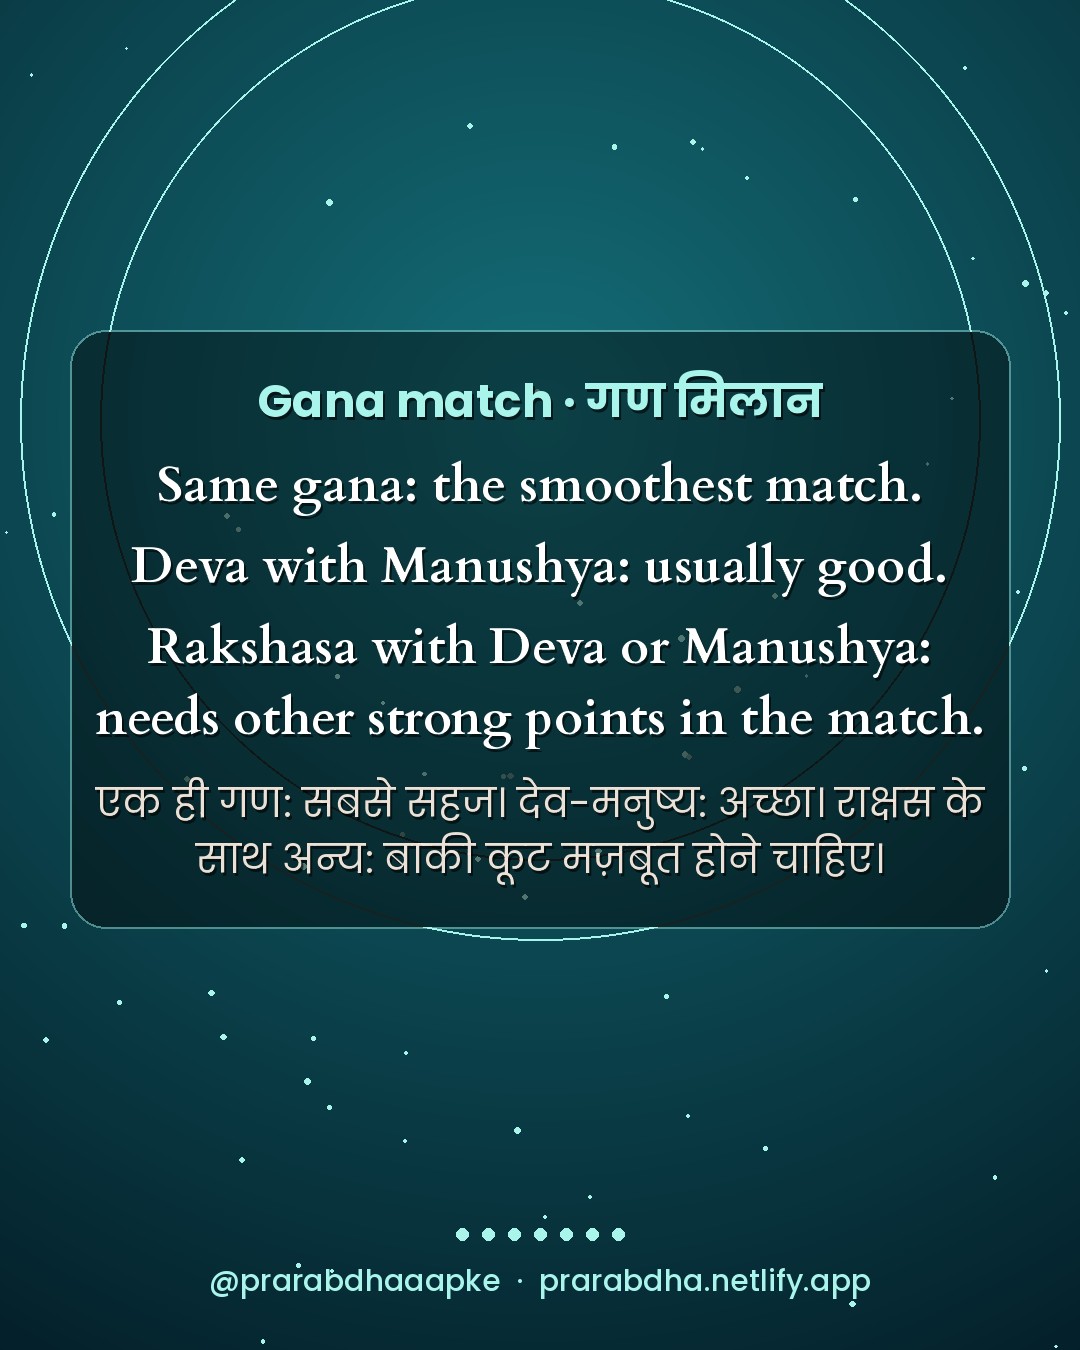 Gana match · गण मिलान
Same gana: the smoothest match.
Deva with Manushya: usually good.
Rakshasa with Deva or Manushya:
needs other strong points in the match.
एक ही गण: सबसे सहज। देव-मनुष्य: अच्छा। राक्षस के
साथ अन्य: बाकी कूट मज़बूत होने चाहिए।
@prarabdhaaapke · prarabdha.netlify.app